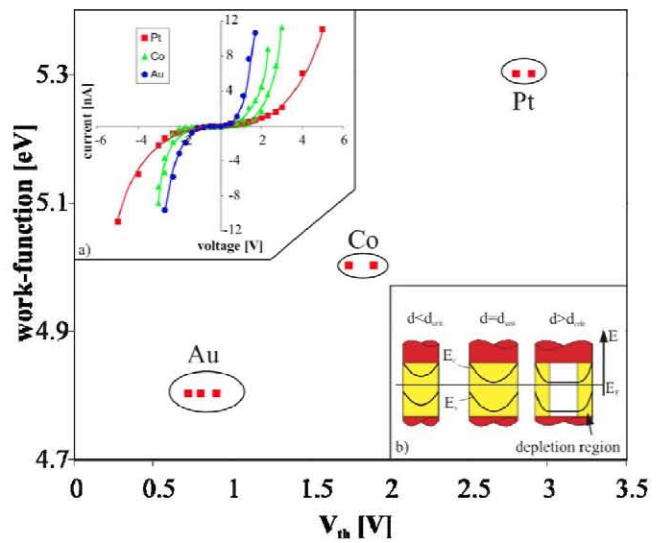 work-function [eV]
5.3
5.1
4.9
4.7
0
0.5
1
1.5
2
2.5
3
3.5
V_th [V]
Pt
Co
Au
a)
current [nA]
voltage [V]
12
8
4
-4
-8
-12
-6
-4
-2
2
4
6
Pt
Co
Au
b)
d<d_crit
d=d_crit
d>d_crit
E
E_F
E_c
E_v
depletion region